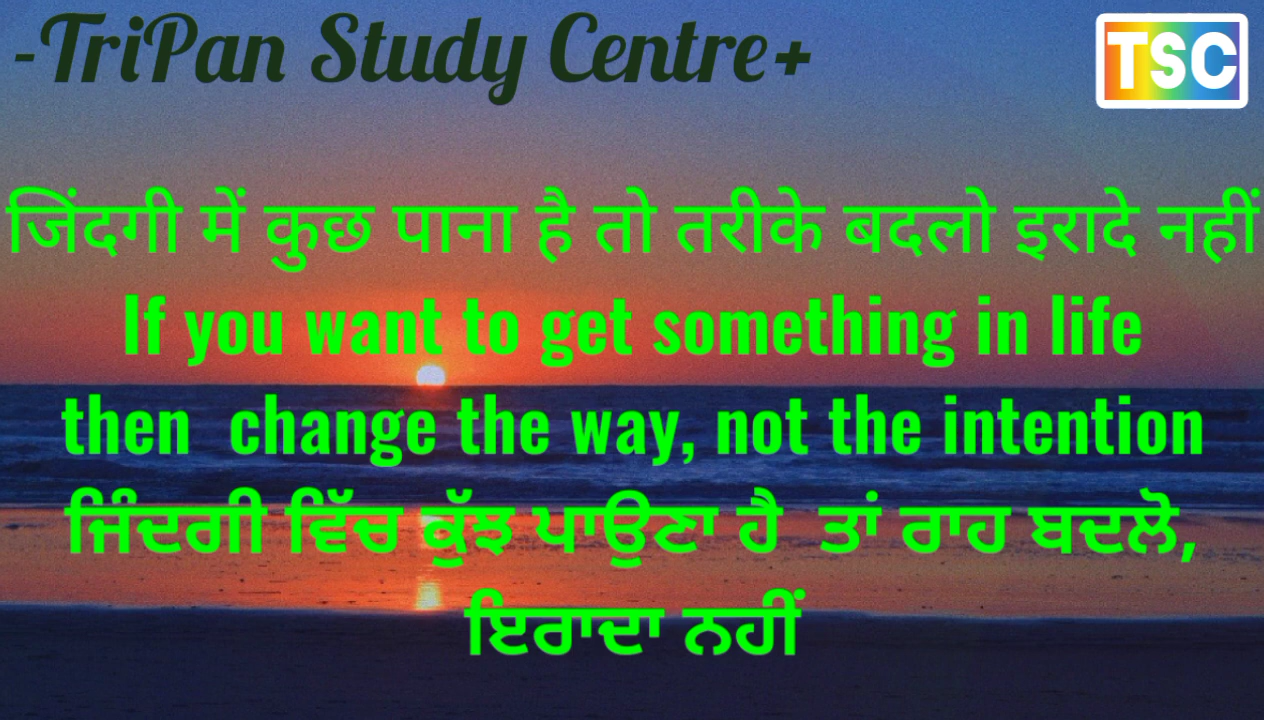 -TriPan Study Centre+
TSC
जिंदगी में कुछ पाना है तो तरीके बदलो इरादे नहीं
If you want to get something in life
then change the way, not the intention
ਜਿੰਦਗੀ ਵਿੱਚ ਕੁੱਝ ਪਾਉਣਾ ਹੈ ਤਾਂ ਰਾਹ ਬਦਲੋ,
ਇਰਾਦਾ ਨਹੀਂ